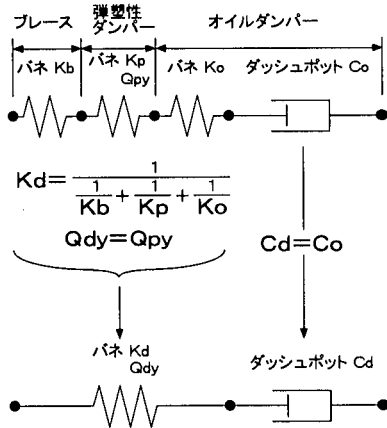 ブレース
弾塑性
ダンパー
オイルダンパー
バネ Kb
バネ Kp
Qpy
バネ Ko
ダッシュポット Co
Kd= 1 / (1/Kb + 1/Kp + 1/Ko)
Qdy=Qpy
Cd=Co
バネ Kd
Qdy
ダッシュポット Cd